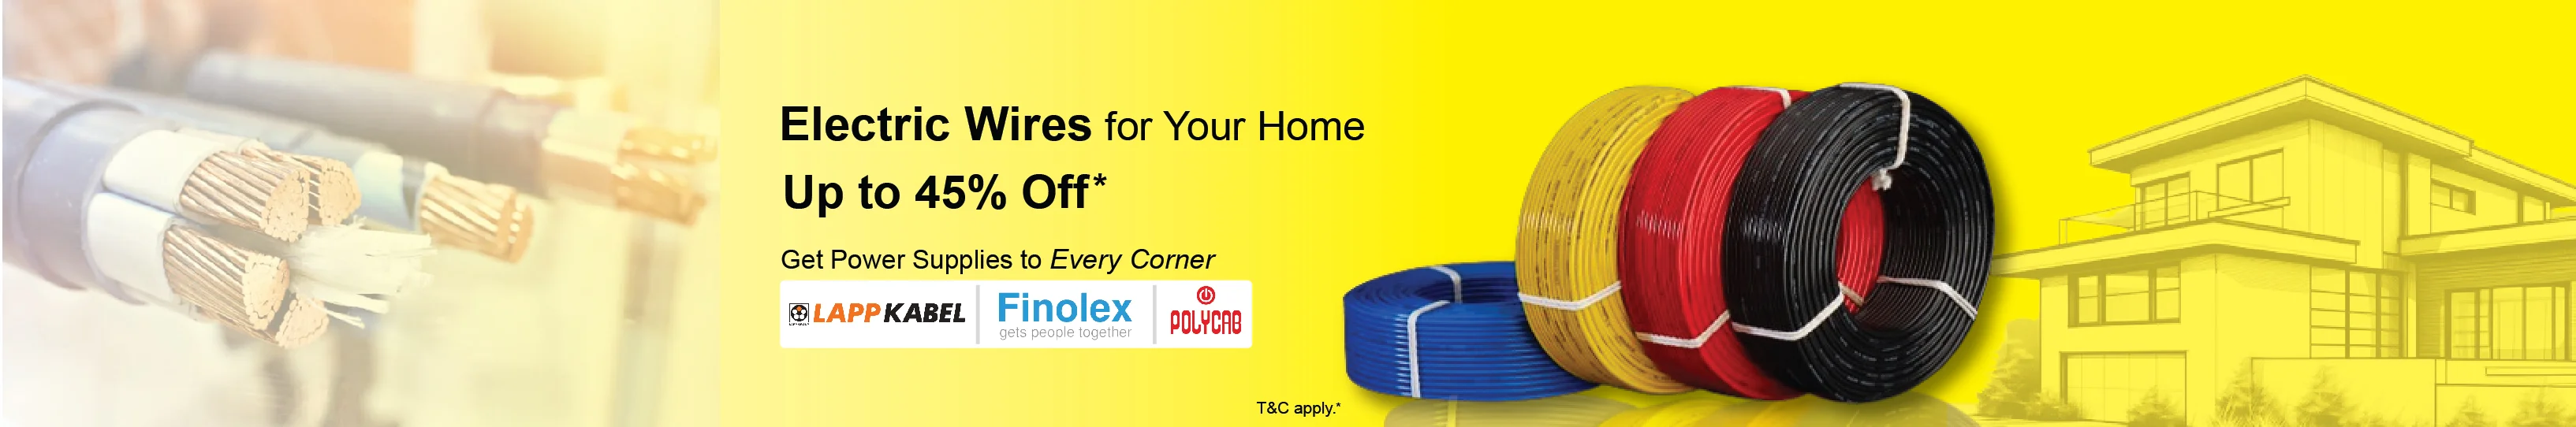 Electric Wires for Your Home
Up to 45% Off*
Get Power Supplies to Every Corner
LAPP KABEL
Finolex
gets people together
POLYCAB
T&C apply.*